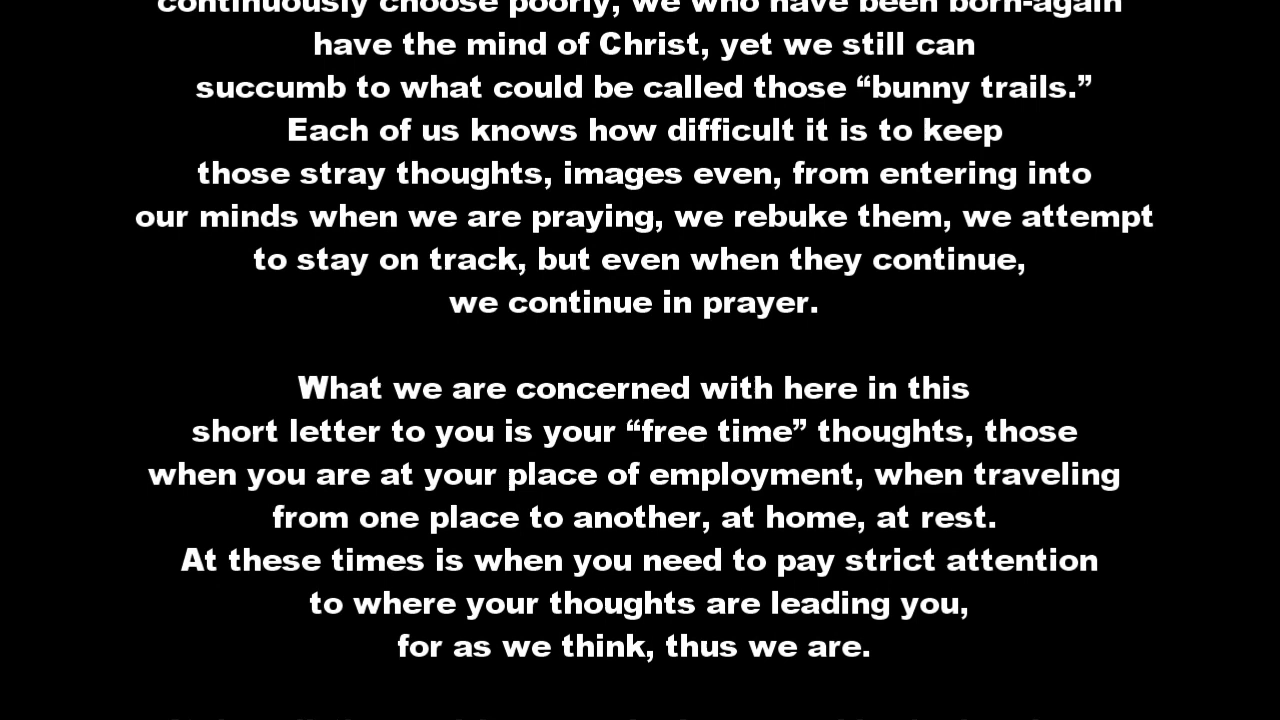 continuously choose poorly, we who have been born-again
have the mind of Christ, yet we still can
succumb to what could be called those “bunny trails.”
Each of us knows how difficult it is to keep
those stray thoughts, images even, from entering into
our minds when we are praying, we rebuke them, we attempt
to stay on track, but even when they continue,
we continue in prayer.
What we are concerned with here in this
short letter to you is your “free time” thoughts, those
when you are at your place of employment, when traveling
from one place to another, at home, at rest.
At these times is when you need to pay strict attention
to where your thoughts are leading you,
for as we think, thus we are.